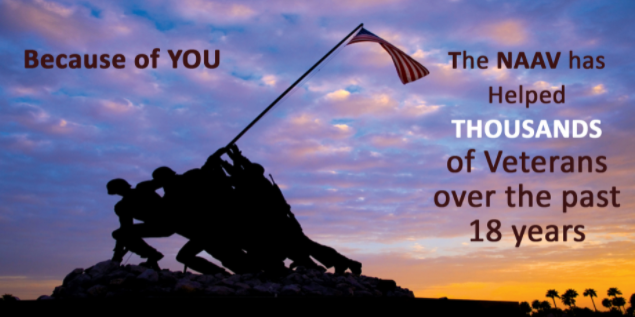 Because of YOU
The NAAV has
Helped
THOUSANDS
of Veterans
over the past
18 years